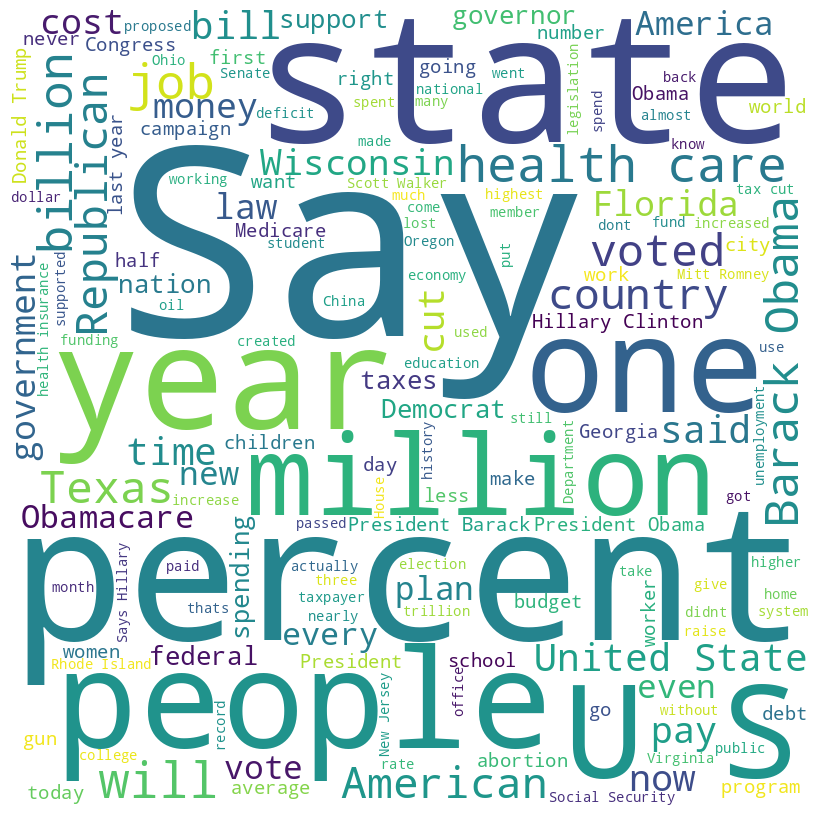 proposed
cost
bill
support
governor
America
state
never
Congress
first
number
Ohio
Senate
job
right
going
went
back
Donald Trump
billion
Republican
money
deficit
national
spent
many
legislation
spend
Obama
almost
world
campaign
last year
made
know
Say
Wisconsin
health care
dollar
working
want
Scott Walker
much
highest
tax cut
law
Medicare
student
come
lost
member
Florida
dont
fund
increased
Oregon
put
voted
city
half
nation
economy
work
Mitt Romney
government
health insurance
supported
oil
China
cut
country
Barack Obama
funding
created
used
Hillary Clinton
use
year
one
education
taxes
Democrat
still
Georgia
said
unemployment
time
children
history
million
Department
Texas
new
day
make
increase
less
House
got
Obamacare
passed
President Barack
President Obama
percent
spending
actually
election
three
taxpayer
nearly
trillion
plan
budget
take
worker
higher
give
home
system
didnt
raise
month
paid
thats
Says Hillary
women
every
federal
President
school
United State
Rhode Island
people
us
office
even
go
without
debt
gun
college
record
New Jersey
rate
abortion
pay
Virginia
public
vote
will
today
average
American
now
program
Social Security